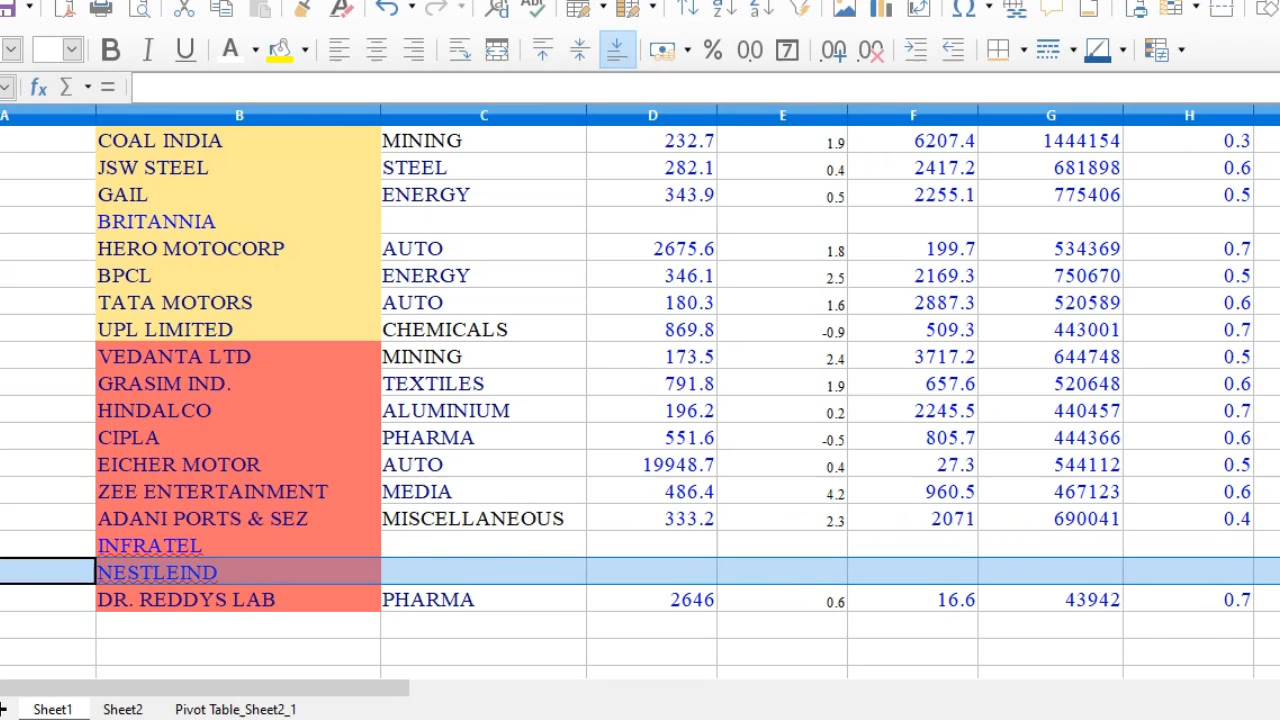 B I U A % 00 7 .00 .00
fx Σ =
A B C D E F G H
COAL INDIA MINING 232.7 1.9 6207.4 1444154 0.3
JSW STEEL STEEL 282.1 0.4 2417.2 681898 0.6
GAIL ENERGY 343.9 0.5 2255.1 775406 0.5
BRITANNIA
HERO MOTOCORP AUTO 2675.6 1.8 199.7 534369 0.7
BPCL ENERGY 346.1 2.5 2169.3 750670 0.5
TATA MOTORS AUTO 180.3 1.6 2887.3 520589 0.6
UPL LIMITED CHEMICALS 869.8 -0.9 509.3 443001 0.7
VEDANTA LTD MINING 173.5 2.4 3717.2 644748 0.5
GRASIM IND. TEXTILES 791.8 1.9 657.6 520648 0.6
HINDALCO ALUMINIUM 196.2 0.2 2245.5 440457 0.7
CIPLA PHARMA 551.6 -0.5 805.7 444366 0.6
EICHER MOTOR AUTO 19948.7 0.4 27.3 544112 0.5
ZEE ENTERTAINMENT MEDIA 486.4 4.2 960.5 467123 0.6
ADANI PORTS & SEZ MISCELLANEOUS 333.2 2.3 2071 690041 0.4
INFRATEL
NESTLEIND
DR. REDDYS LAB PHARMA 2646 0.6 16.6 43942 0.7
Sheet1 Sheet2 Pivot Table_Sheet2_1